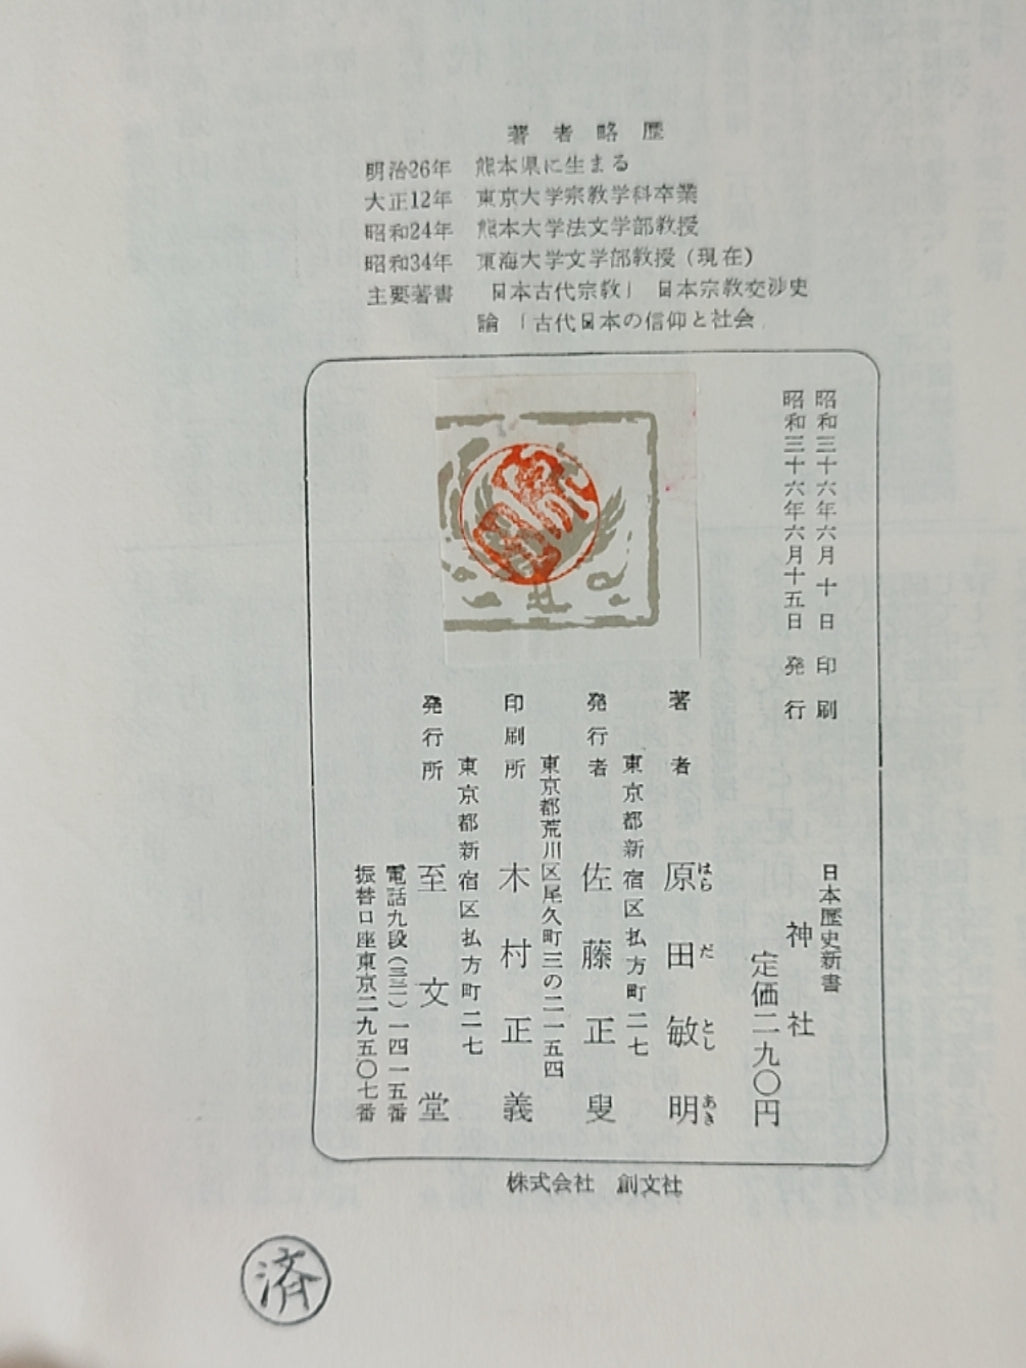 著者略歴
明治26年 熊本県に生まる
大正12年 東京大学宗教学科卒業
昭和24年 熊本大学法文学部教授
昭和34年 東海大学文学部教授(現在)
主要著書 「日本古代宗教」 日本宗教交渉史
論 「古代日本の信仰と社会
昭和三十六年六月十日 印刷
昭和三十六年六月十五日 発行
日本歴史新書
神社
定価二九〇円
著者 原田敏明
はら だ とし あき
東京都新宿区払方町二七
発行者 佐藤正叟
東京都荒川区尾久町三の二一五四
印刷所 木村正義
東京都新宿区払方町二七
発行所 至文堂
電話九段(三三一)一四一五番
振替口座東京二九五〇七番
株式会社 創文社
済